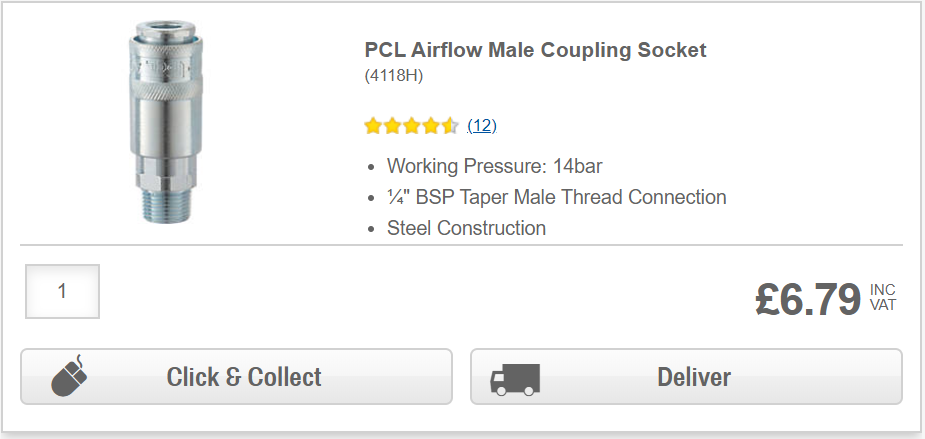 PCL Airflow Male Coupling Socket
(4118H)
(12)
Working Pressure: 14bar
¼" BSP Taper Male Thread Connection
Steel Construction
1
£6.79 INC VAT
Click & Collect
Deliver